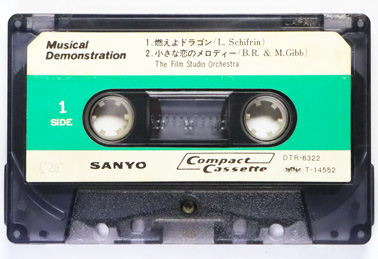 Musical
Demonstration
1.燃えよドラゴン(L. Schifrin)
2.小さな恋のメロディー(B.R. & M.Gibb)
The Film Studio Orchestra
1
SIDE
SANYO
Compact
Cassette
DTR-6322
T-14552